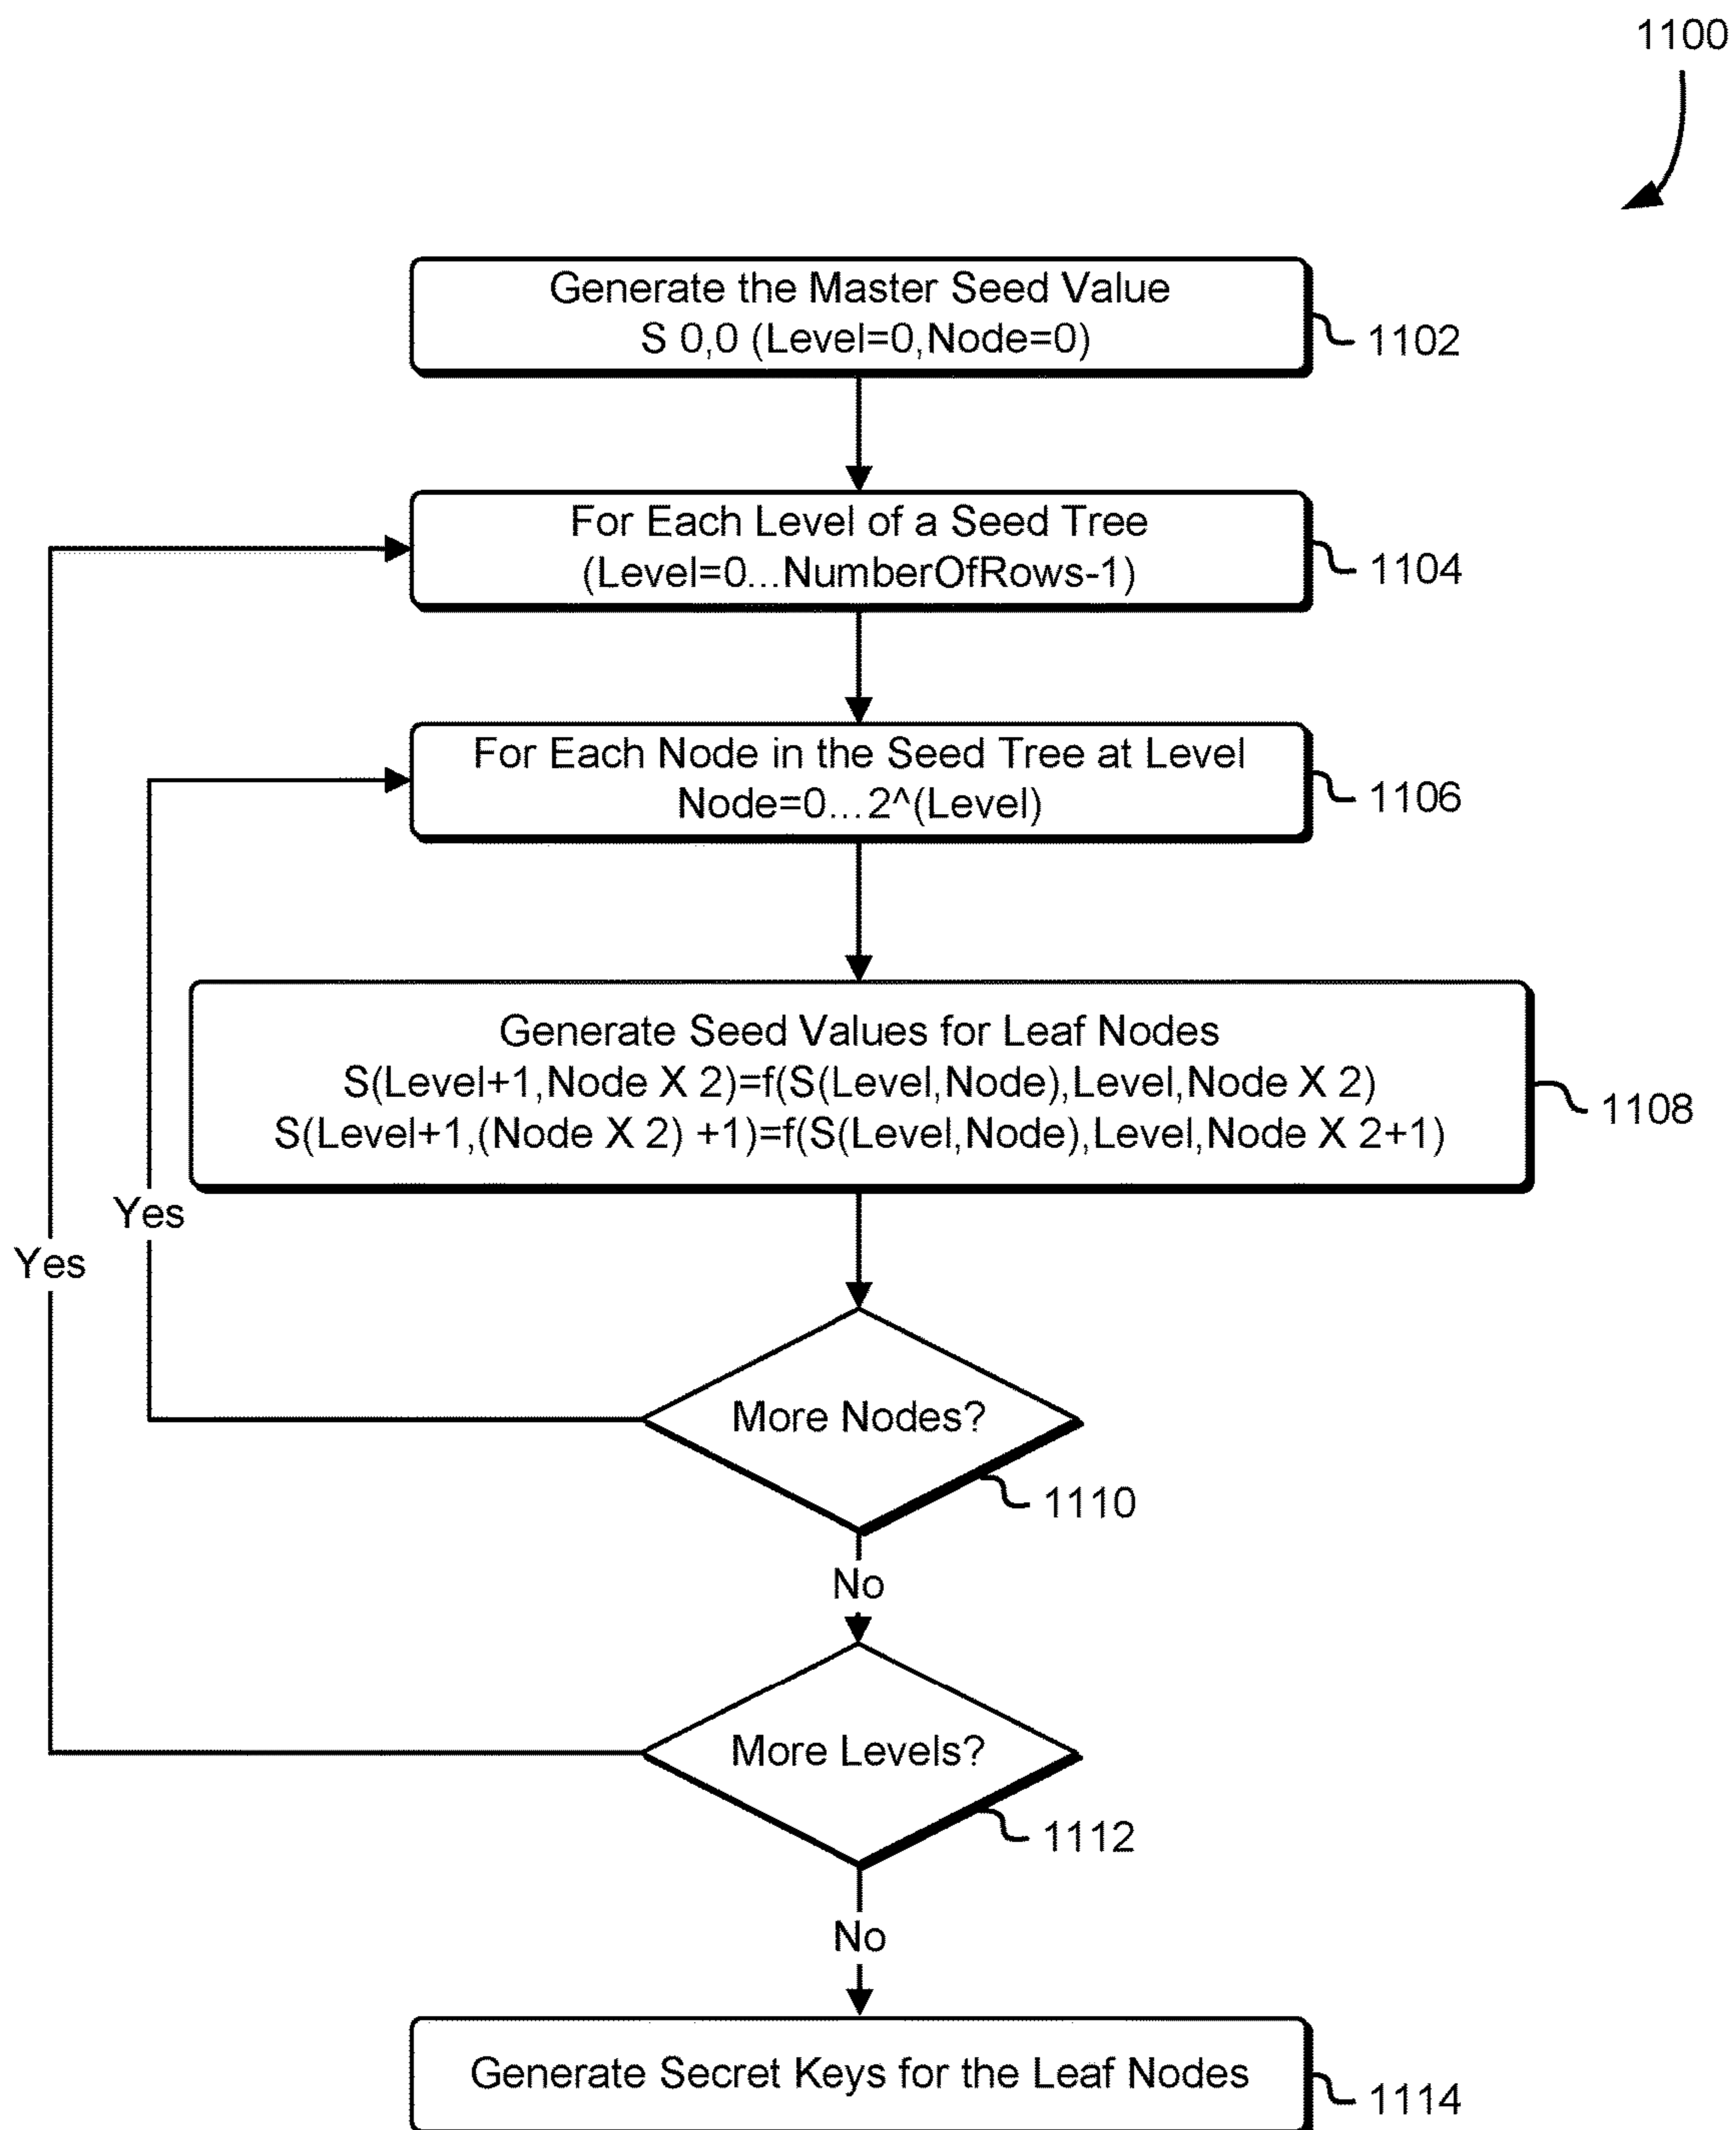 1100
Generate the Master Seed Value
S 0,0 (Level=0,Node=0)
1102
For Each Level of a Seed Tree
(Level=0...NumberOfRows-1)
1104
For Each Node in the Seed Tree at Level
Node=0...2^(Level)
1106
Generate Seed Values for Leaf Nodes
S(Level+1,Node X 2)=f(S(Level,Node),Level,Node X 2)
S(Level+1,(Node X 2) +1)=f(S(Level,Node),Level,Node X 2+1)
1108
Yes
Yes
More Nodes?
1110
No
More Levels?
1112
No
Generate Secret Keys for the Leaf Nodes
1114